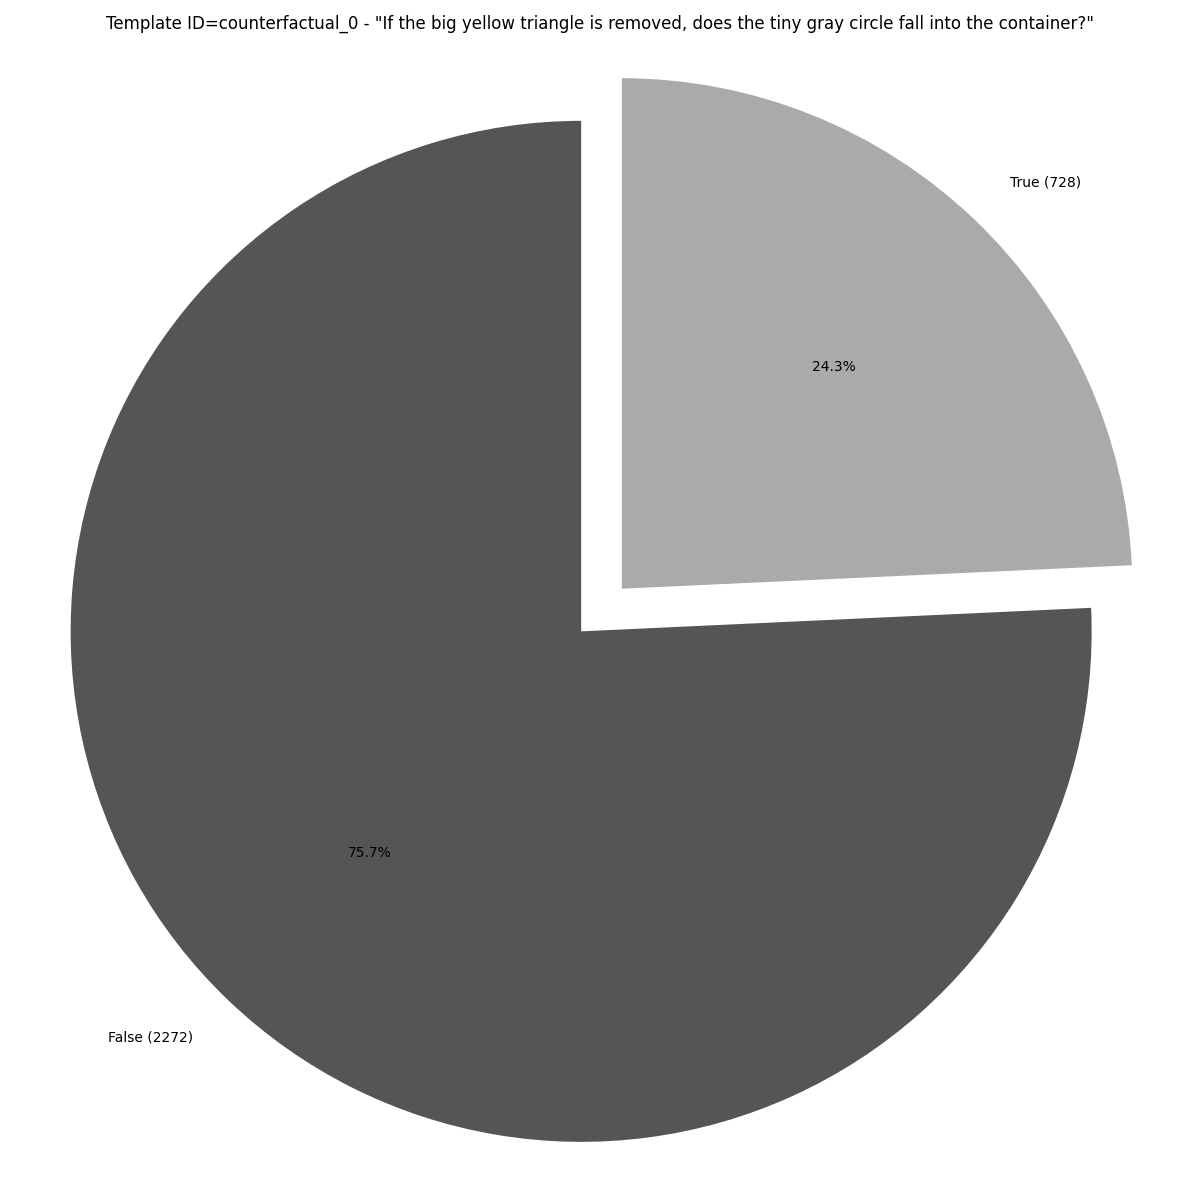 Template ID=counterfactual_0 - "If the big yellow triangle is removed, does the tiny gray circle fall into the container?"
True (728)
24.3%
75.7%
False (2272)